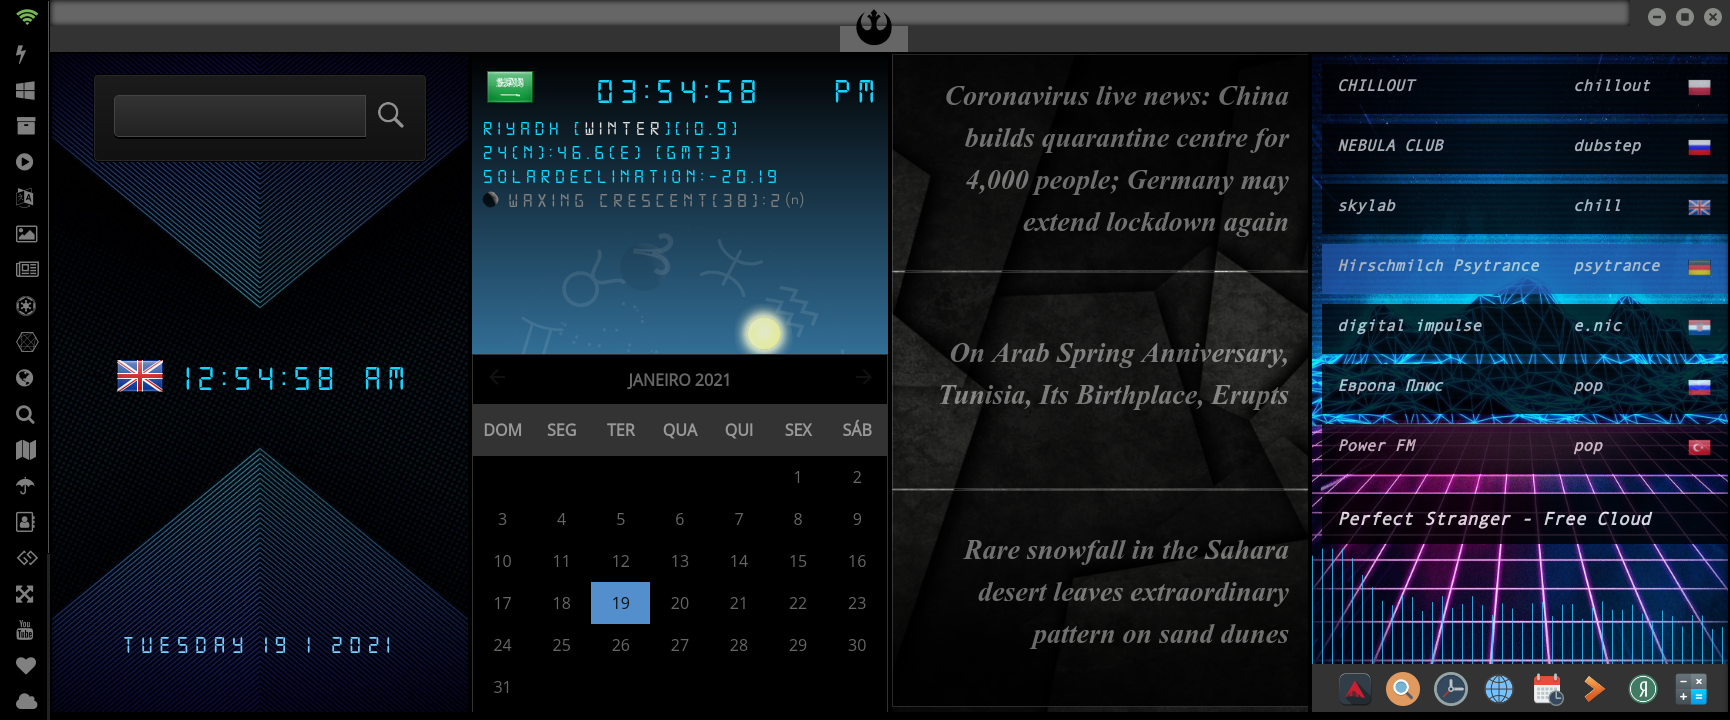 12:54:58 AM
TUESDAY 19 1 2021
03:54:58 PM
RIYADH [WINTER][10.9]
24(N):46.6(E) [GMT3]
SOLARDECLINATION:-20.19
WAXING CRESCENT[38]:2(n)
JANEIRO 2021
DOM SEG TER QUA QUI SEX SÁB
1 2
3 4 5 6 7 8 9
10 11 12 13 14 15 16
17 18 19 20 21 22 23
24 25 26 27 28 29 30
31
Coronavirus live news: China
builds quarantine centre for
4,000 people; Germany may
extend lockdown again
On Arab Spring Anniversary,
Tunisia, Its Birthplace, Erupts
Rare snowfall in the Sahara
desert leaves extraordinary
pattern on sand dunes
CHILLOUT chillout
NEBULA CLUB dubstep
skylab chill
Hirschmilch Psytrance psytrance
digital impulse e.nic
Европа Плюс pop
Power FM pop
Perfect Stranger - Free Cloud
You
Tube
Я